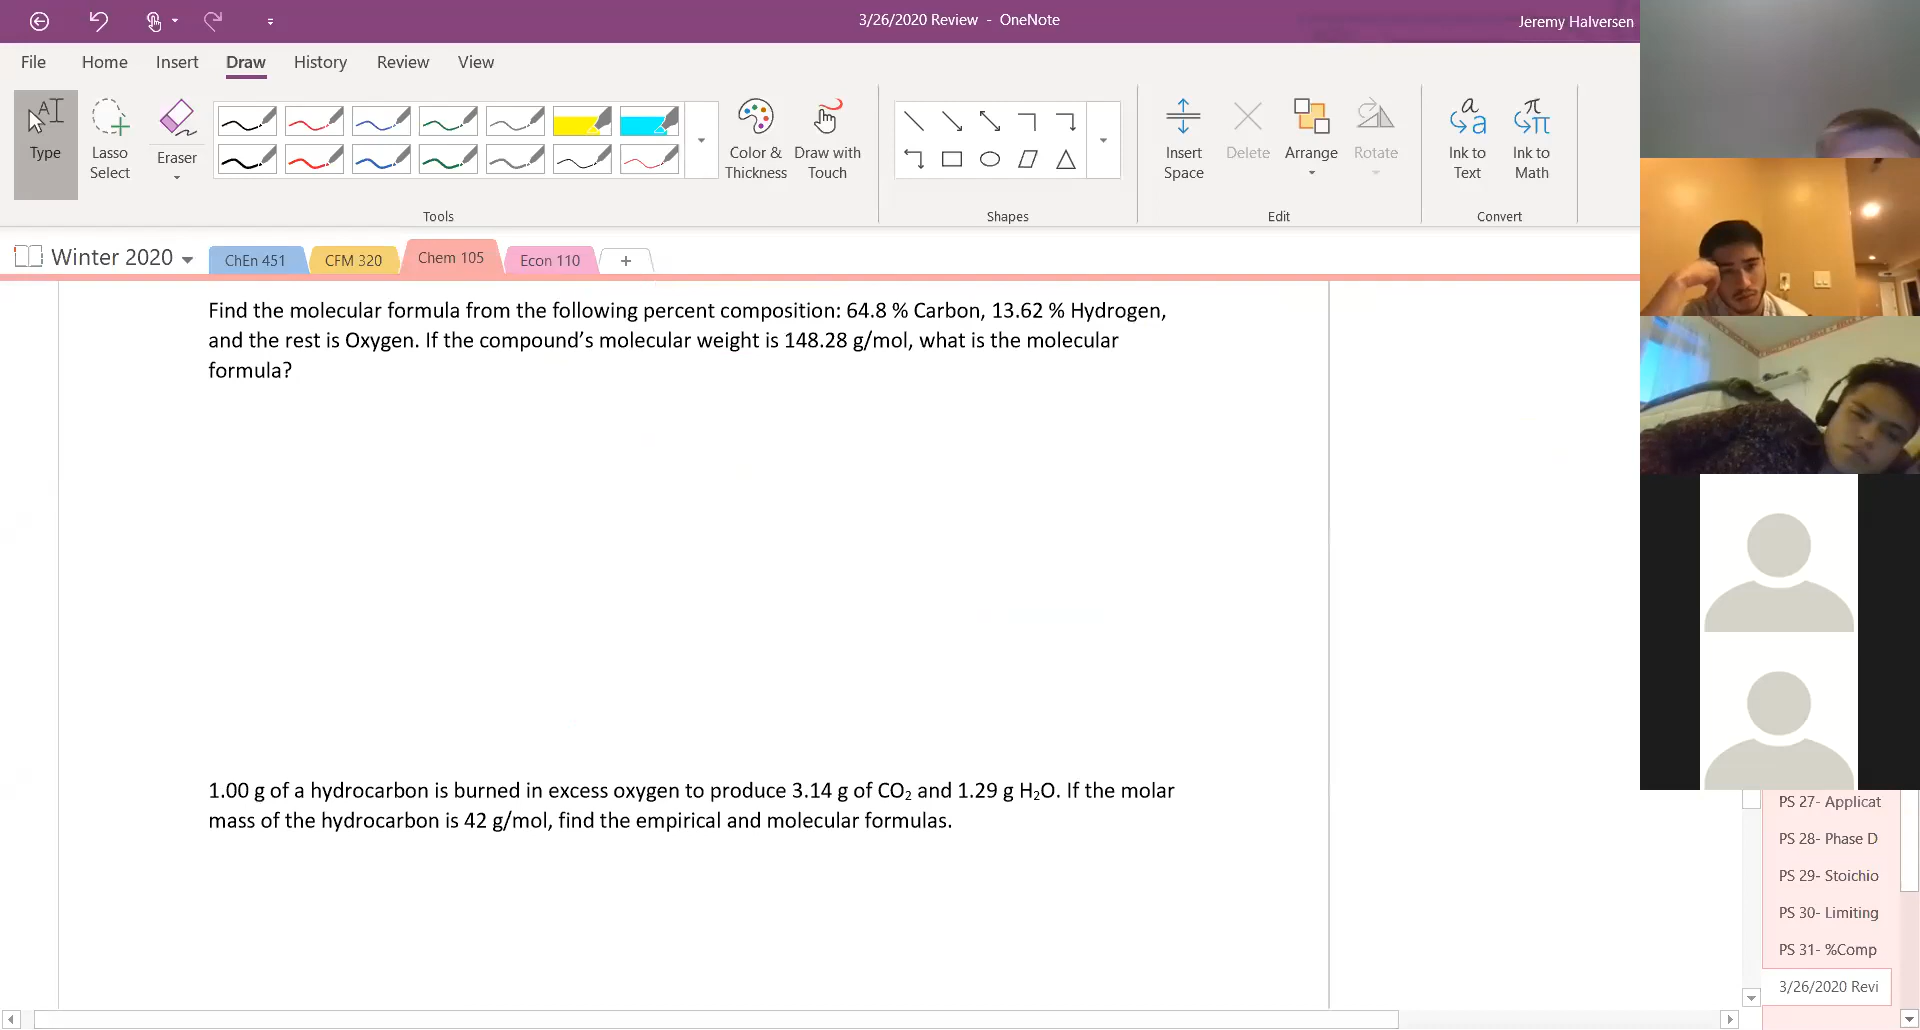 3/26/2020 Review - OneNote
Jeremy Halversen
File Home Insert Draw History Review View
Type
Lasso Select
Eraser
Color & Thickness
Draw with Touch
Insert Space
Delete
Arrange
Rotate
Ink to Text
Ink to Math
Tools
Shapes
Edit
Convert
Winter 2020
ChEn 451
CFM 320
Chem 105
Econ 110
+
Find the molecular formula from the following percent composition: 64.8 % Carbon, 13.62 % Hydrogen,
and the rest is Oxygen. If the compound’s molecular weight is 148.28 g/mol, what is the molecular
formula?
1.00 g of a hydrocarbon is burned in excess oxygen to produce 3.14 g of CO₂ and 1.29 g H₂O. If the molar
mass of the hydrocarbon is 42 g/mol, find the empirical and molecular formulas.
PS 27- Applicat
PS 28- Phase D
PS 29- Stoichio
PS 30- Limiting
PS 31- %Comp
3/26/2020 Revi